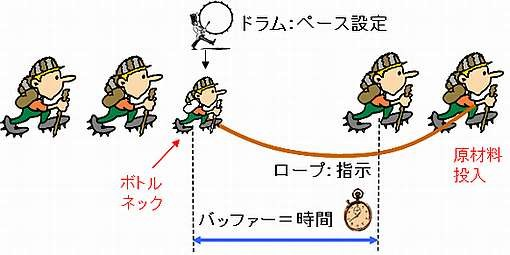 ドラム：ペース設定
ボトル
ネック
ロープ：指示
原材料
投入
バッファー＝時間